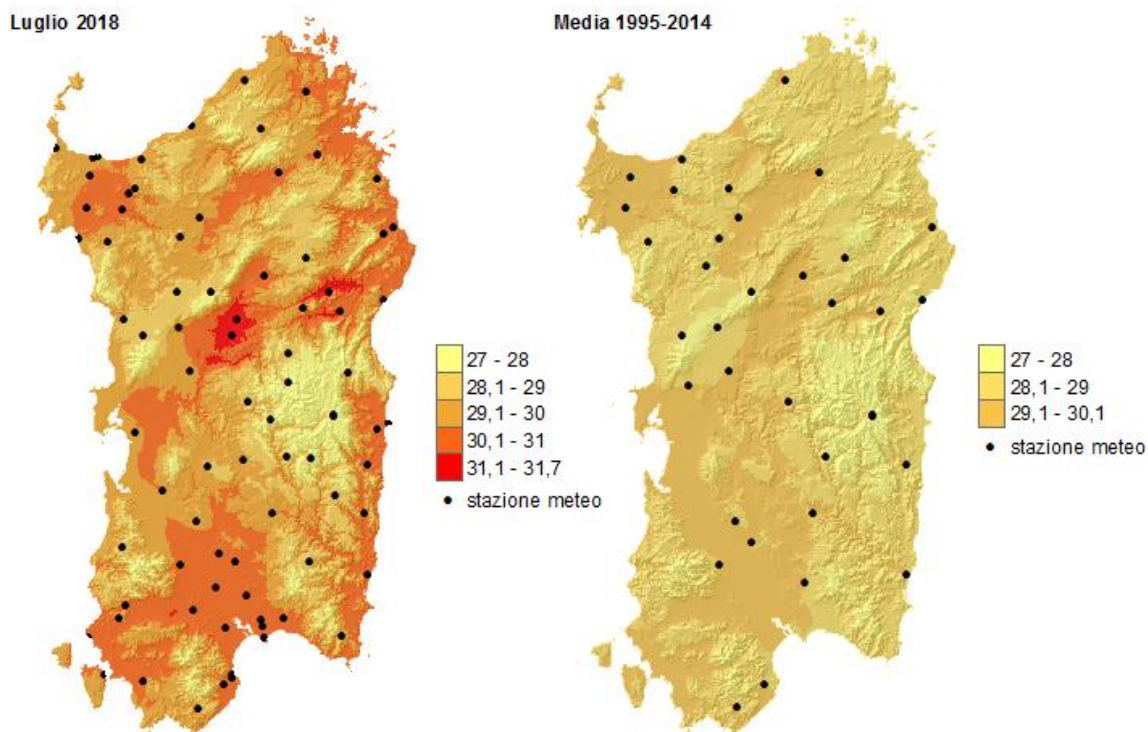 Luglio 2018
27 - 28
28,1 - 29
29,1 - 30
30,1 - 31
31,1 - 31,7
stazione meteo
Media 1995-2014
27 - 28
28,1 - 29
29,1 - 30,1
stazione meteo